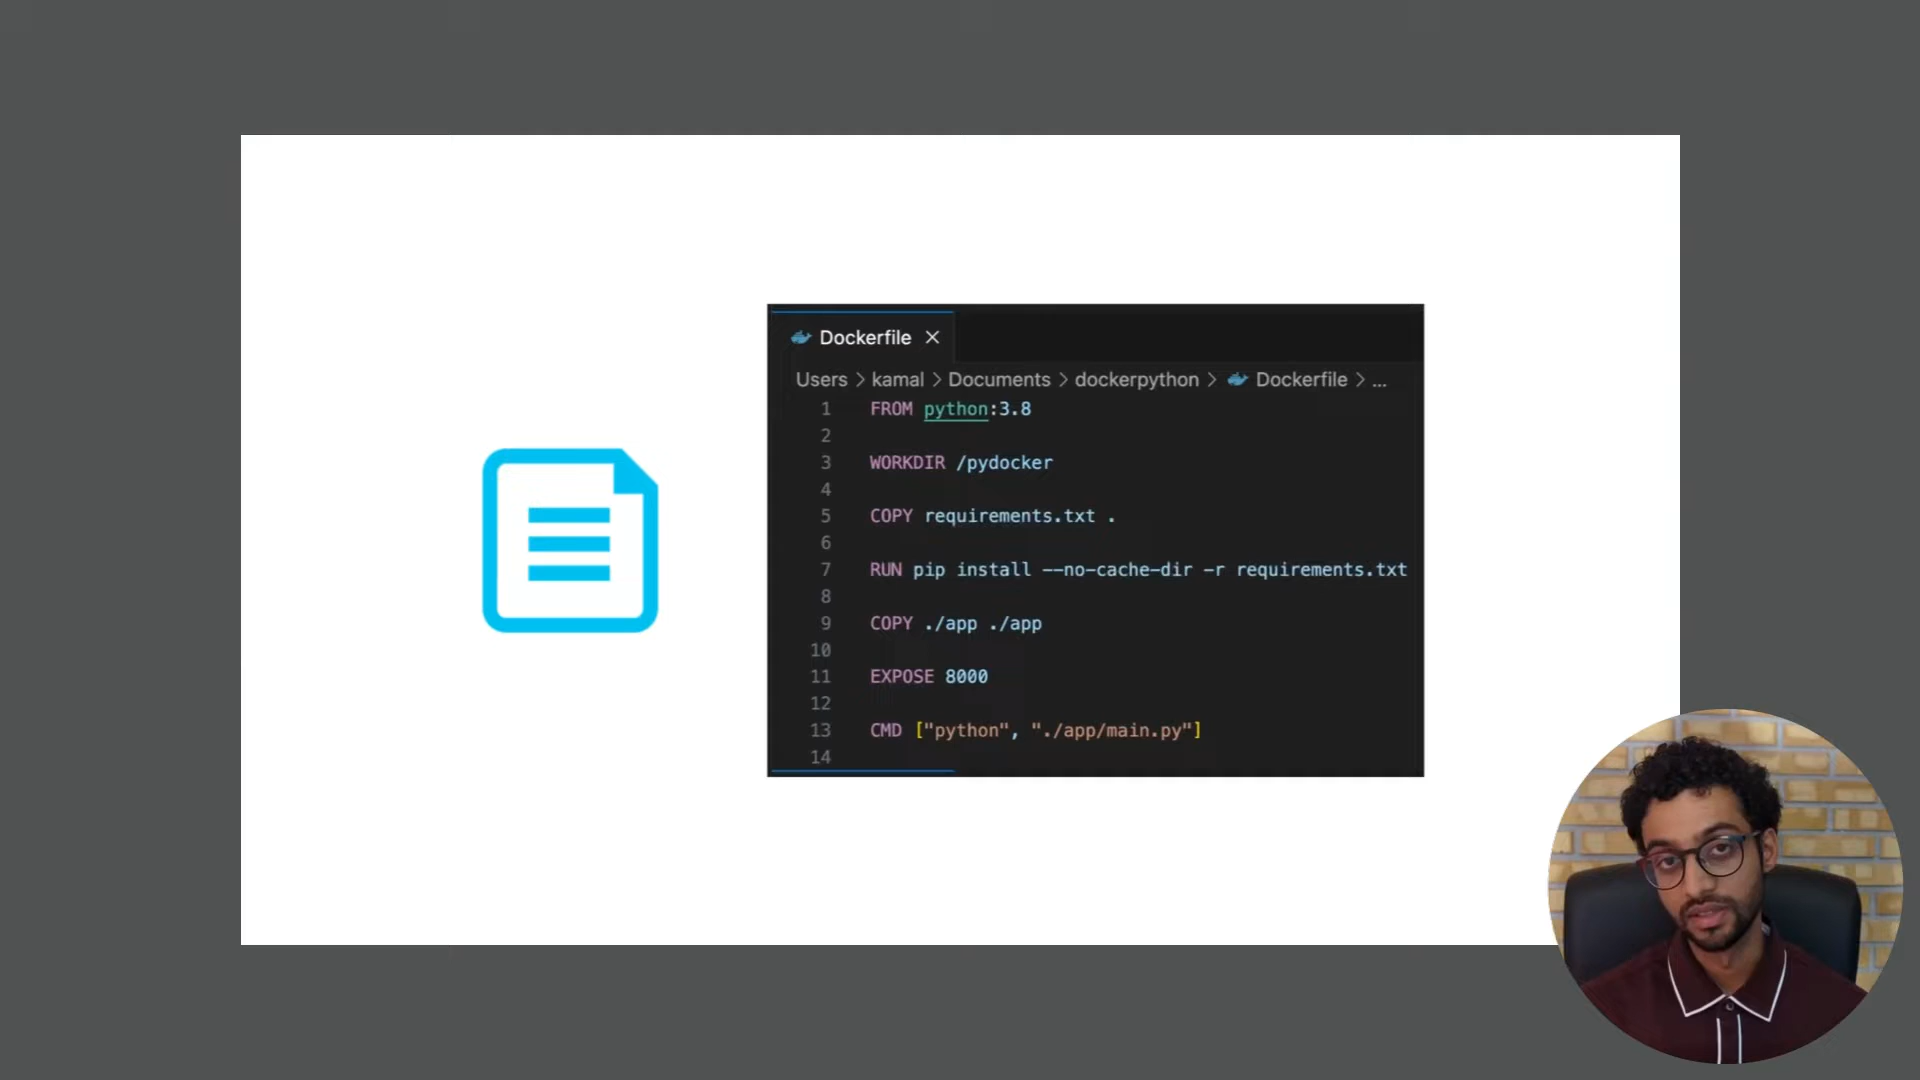 Dockerfile
Users > kamal > Documents > dockerpython > Dockerfile > ...
1 FROM python:3.8
2
3 WORKDIR /pydocker
4
5 COPY requirements.txt .
6
7 RUN pip install --no-cache-dir -r requirements.txt
8
9 COPY ./app ./app
10
11 EXPOSE 8000
12
13 CMD ["python", "./app/main.py"]
14